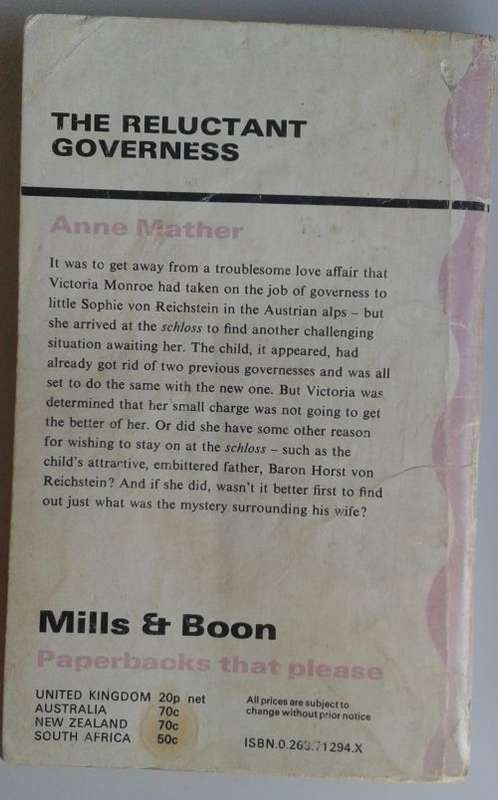 THE RELUCTANT
GOVERNESS
Anne Mather
It was to get away from a troublesome love affair that
Victoria Monroe had taken on the job of governess to
little Sophie von Reichstein in the Austrian alps – but
she arrived at the schloss to find another challenging
situation awaiting her. The child, it appeared, had
already got rid of two previous governesses and was all
set to do the same with the new one. But Victoria was
determined that her small charge was not going to get
the better of her. Or did she have some other reason
for wishing to stay on at the schloss – such as the
child's attractive, embittered father, Baron Horst von
Reichstein? And if she did, wasn't it better first to find
out just what was the mystery surrounding his wife?
Mills & Boon
Paperbacks that please
UNITED KINGDOM 20p net
AUSTRALIA 70c
NEW ZEALAND 70c
SOUTH AFRICA 50c
All prices are subject to
change without prior notice
ISBN.0.263.71294.X